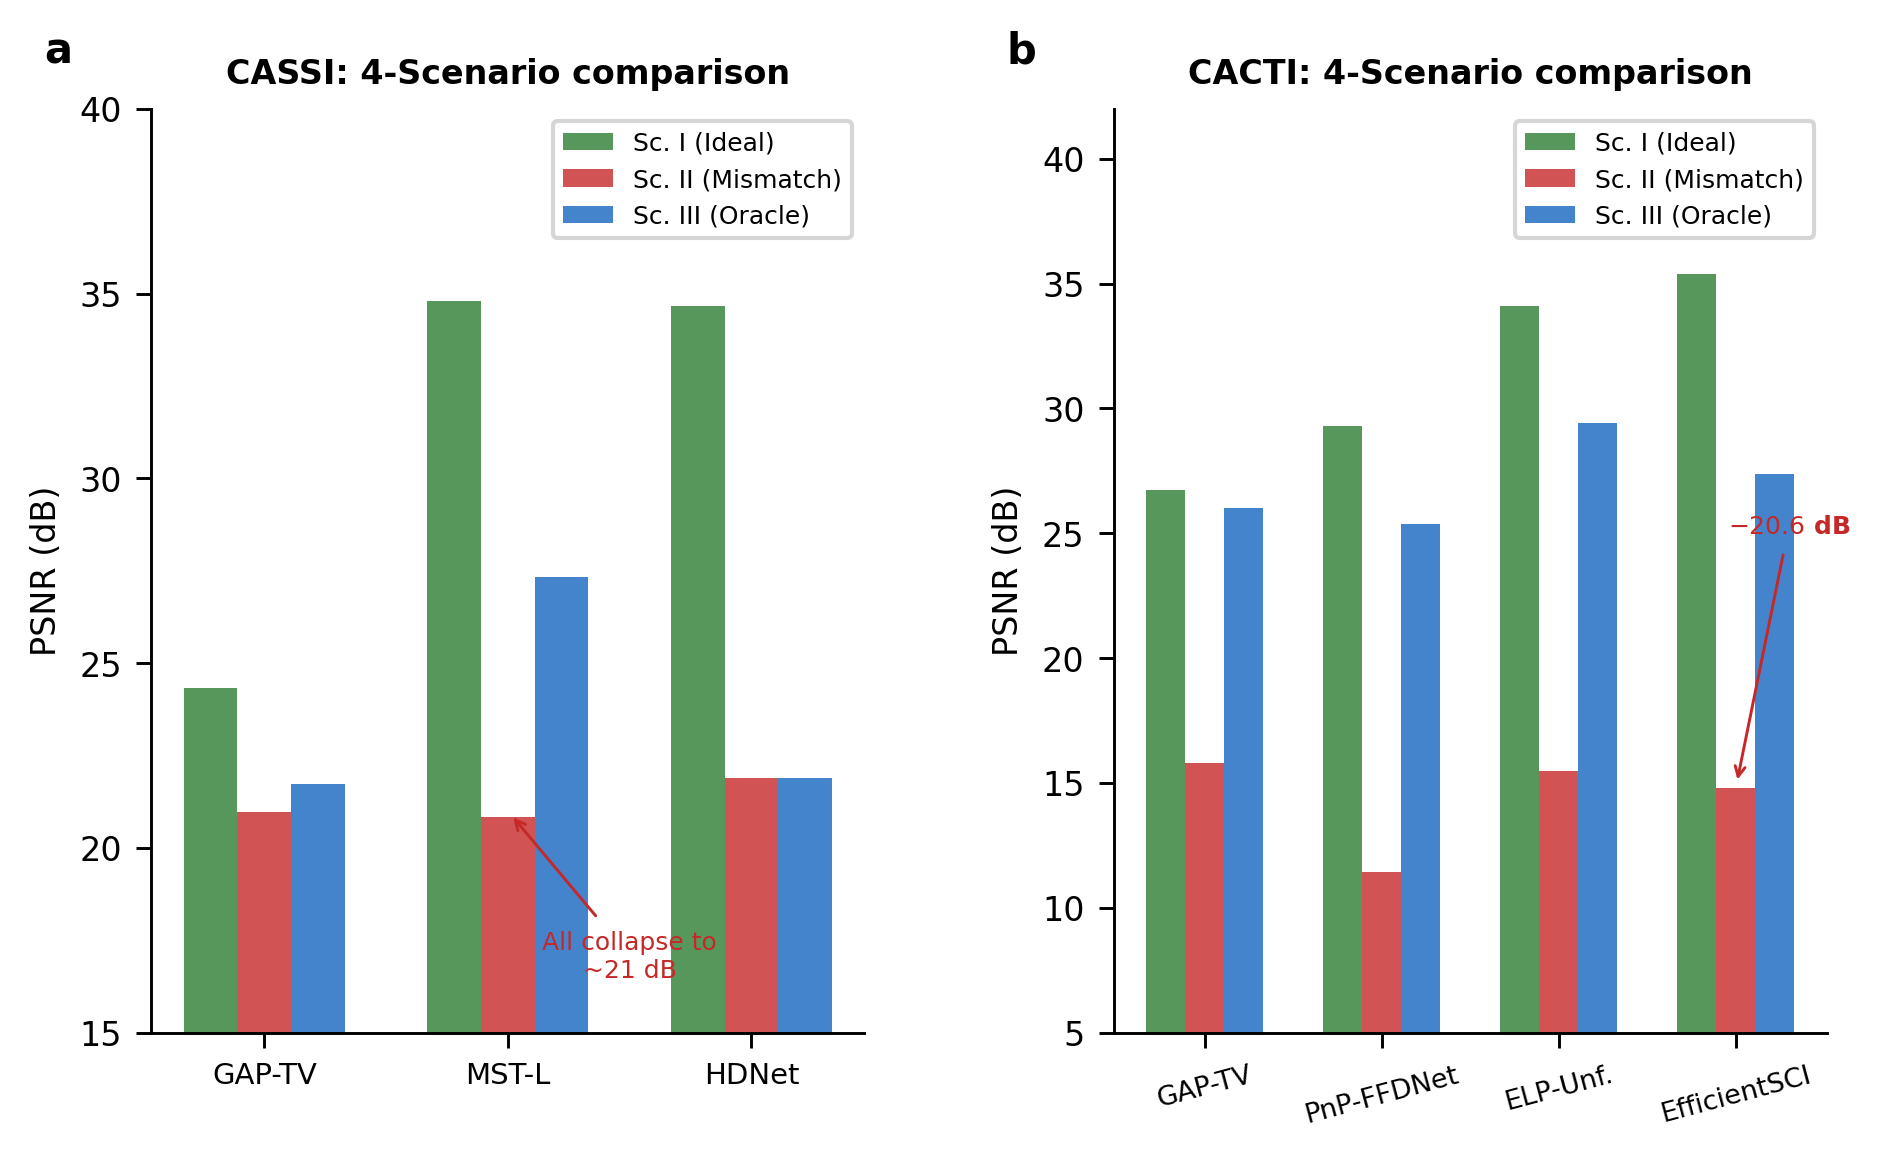 a
CASSI: 4-Scenario comparison
PSNR (dB)
40
35
30
25
20
15
Sc. I (Ideal)
Sc. II (Mismatch)
Sc. III (Oracle)
All collapse to
~21 dB
GAP-TV
MST-L
HDNet
b
CACTI: 4-Scenario comparison
PSNR (dB)
40
35
30
25
20
15
10
5
Sc. I (Ideal)
Sc. II (Mismatch)
Sc. III (Oracle)
−20.6 dB
GAP-TV
PnP-FFDNet
ELP-Unf.
EfficientSCI